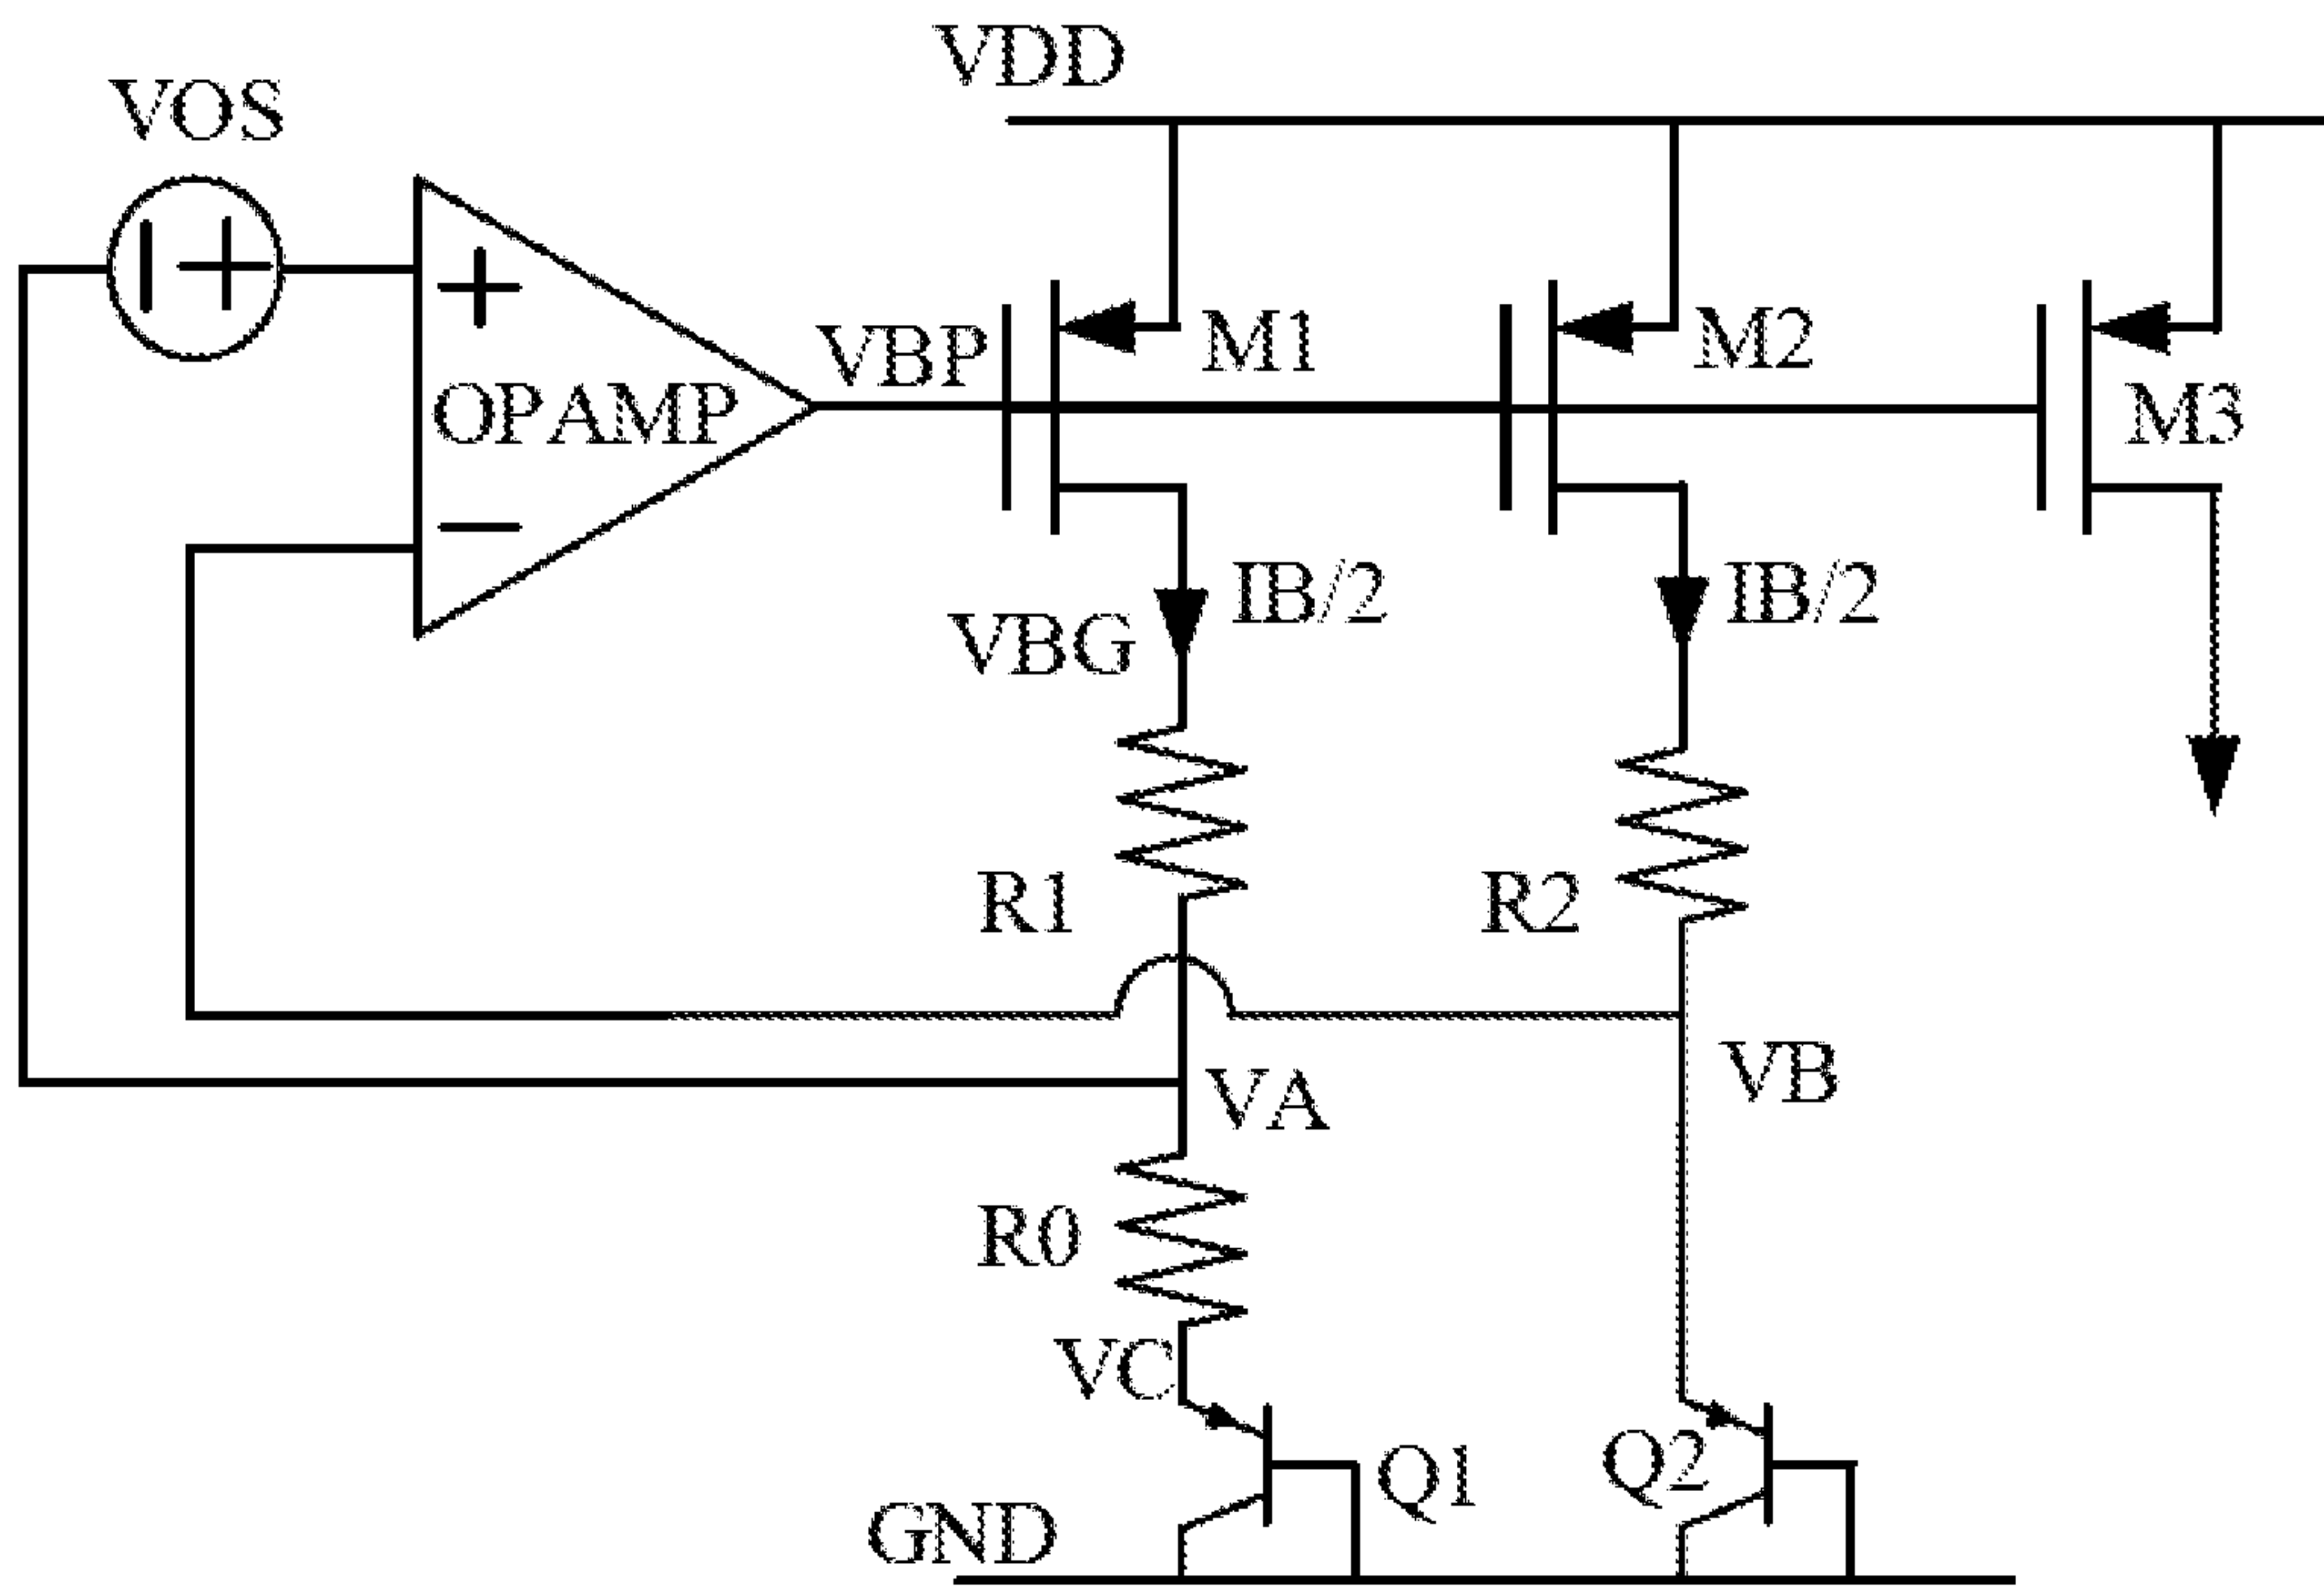 VDD
VOS
+
OPAMP
−
VBP
M1
M2
M3
IB/2
IB/2
VBG
R1
R2
VA
VB
R0
VC
Q1
Q2
GND